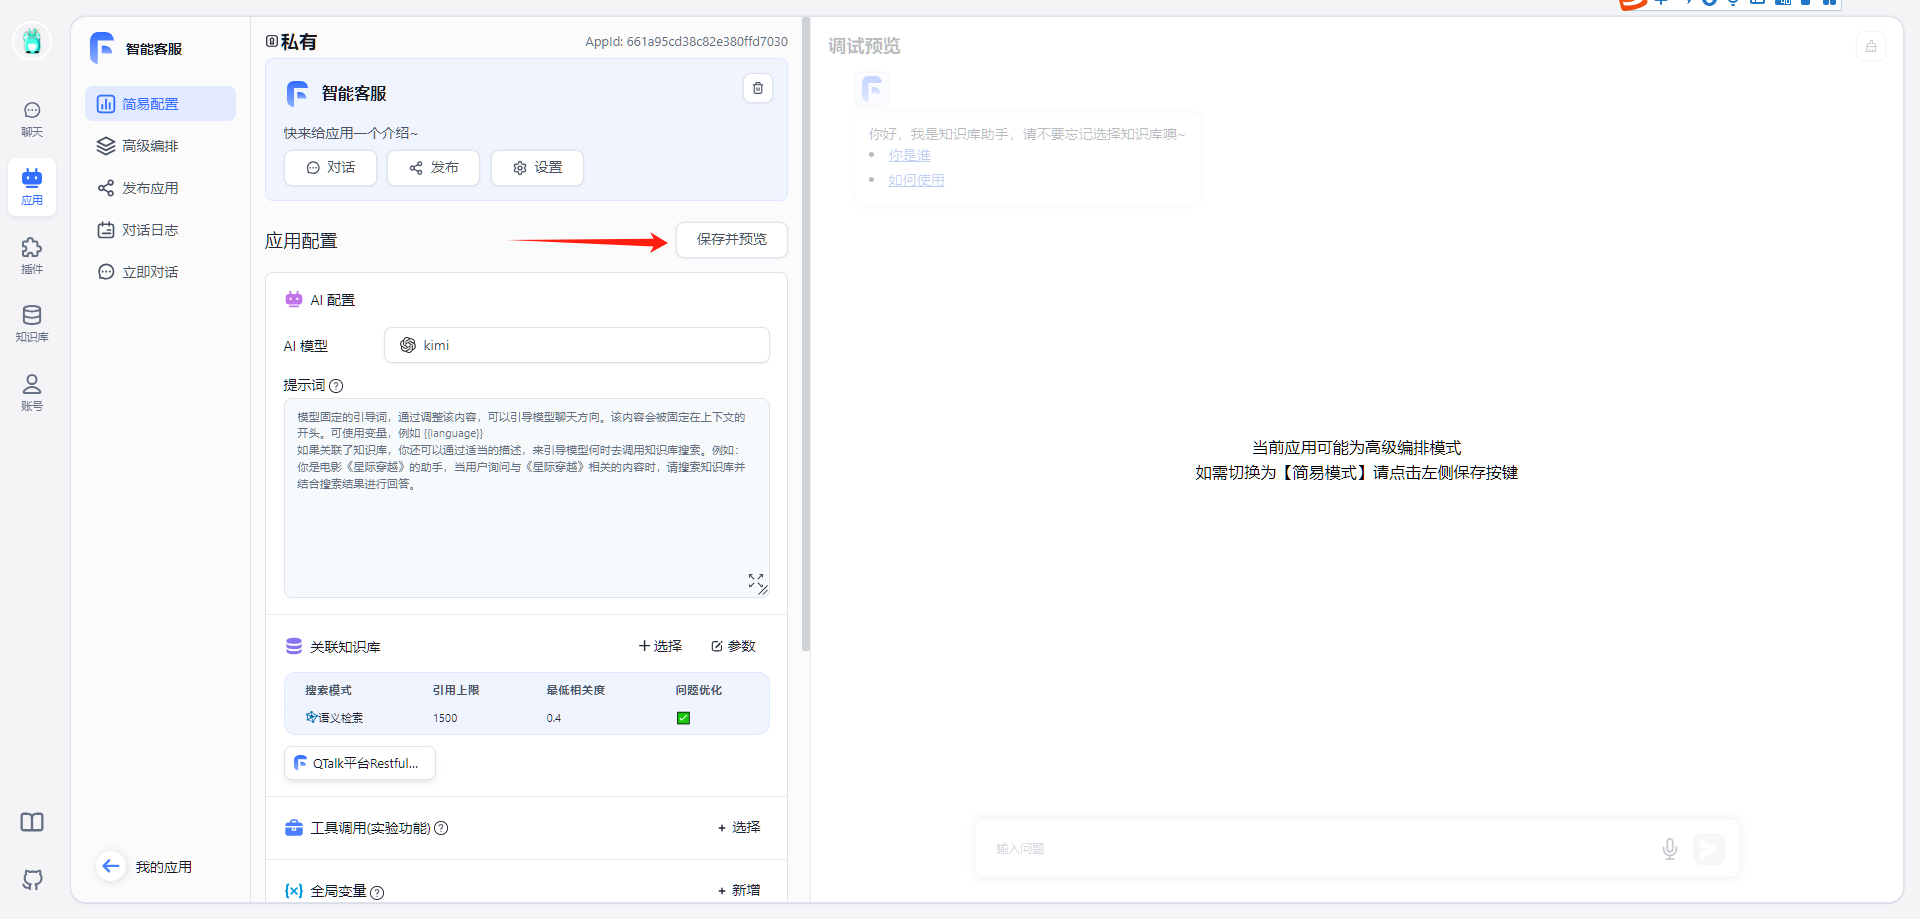 聊天
应用
插件
知识库
账号
智能客服
简易配置
高级编排
发布应用
对话日志
立即对话
我的应用
私有
AppId: 661a95cd38c82e380ffd7030
智能客服
快来给应用一个介绍~
对话
发布
设置
应用配置
保存并预览
AI 配置
AI 模型
kimi
提示词
模型固定的引导词，通过调整该内容，可以引导模型聊天方向。该内容会被固定在上下文的
开头。可使用变量，例如 {{language}}
如果关联了知识库，你还可以通过适当的描述，来引导模型何时去调用知识库搜索。例如：
你是电影《星际穿越》的助手，当用户询问与《星际穿越》相关的内容时，请搜索知识库并
结合搜索结果进行回答。
关联知识库
+选择
参数
搜索模式 引用上限 最低相关度 问题优化
语义检索 1500 0.4
QTalk平台Restful...
工具调用(实验功能)
+ 选择
全局变量
+ 新增
调试预览
你好，我是知识库助手，请不要忘记选择知识库噢~
• 你是谁
• 如何使用
当前应用可能为高级编排模式
如需切换为【简易模式】请点击左侧保存按键
输入问题